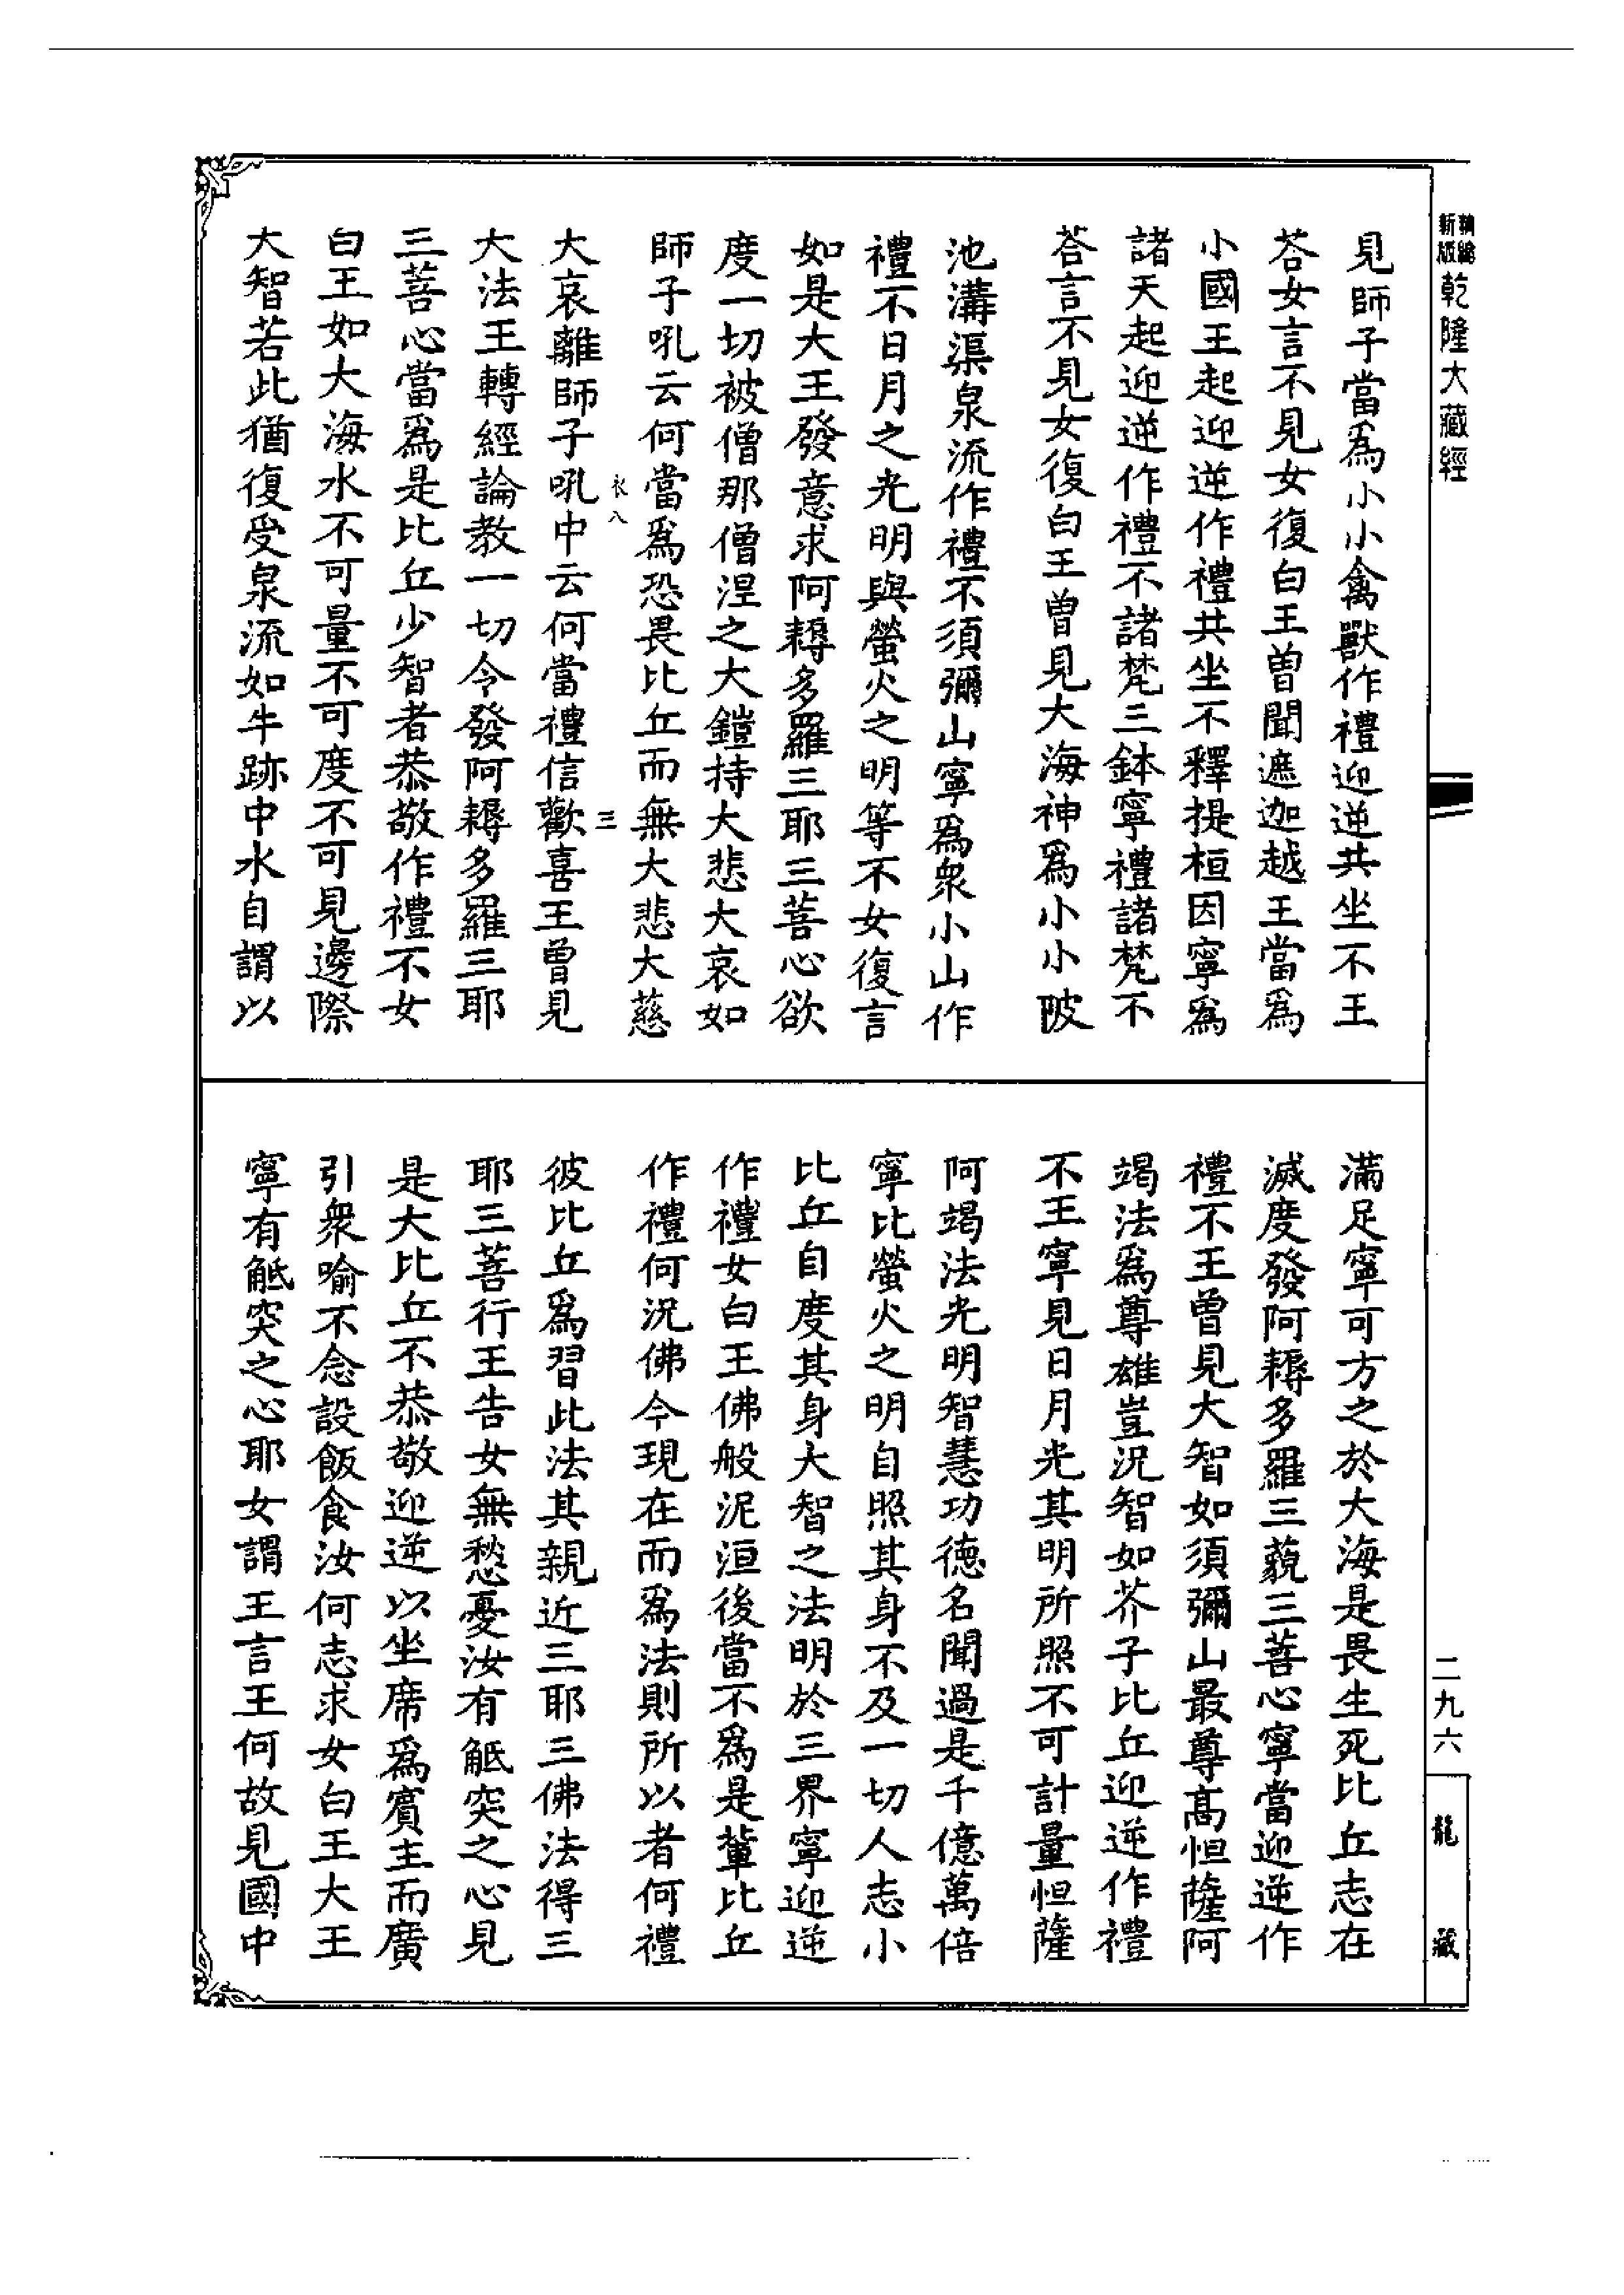 新編縮版
乾隆大藏經
見師子當為小小禽獸作禮迎逆共坐不王
荅女言不見女復白王曾聞遮迦越王當爲
小國王起迎逆作禮共坐不釋提桓因寧爲
諸天起迎逆作禮不諸梵三鉢寧禮諸梵不
荅言不見女復白王曾見大海神爲小小陂
池溝渠泉流作禮不須彌山寧爲衆小山作
禮不日月之光明與螢火之明等不女復言
如是大王發意求阿耨多羅三耶三菩心欲
度一切被僧那僧涅之大鎧持大悲大哀如
師子吼云何當爲恐畏比丘而無大悲大慈
衣八
三
大哀離師子吼中云何當禮信歡喜王曾見
大法王轉經論教一切令發阿耨多羅三耶
三菩心當爲是比丘少智者恭敬作禮不女
白王如大海水不可量不可度不可見邊際
大智若此猶復受泉流如牛跡中水自謂以
滿足寧可方之於大海是畏生死比丘志在
滅度發阿耨多羅三藐三菩心寧當迎逆作
禮不王曾見大智如須彌山最尊高怛薩阿
竭法爲尊雄豈況智如芥子比丘迎逆作禮
不王寧見日月光其明所照不可計量怛薩
阿竭法光明智慧功德名聞過是千億萬倍
寧比螢火之明自照其身不及一切人志小
比丘自度其身大智之法明於三界寧迎逆
作禮女白王佛般泥洹後當不爲是輩比丘
作禮何況佛今現在而爲法則所以者何禮
彼比丘爲習此法其親近三耶三佛法得三
耶三菩行王告女無愁憂汝有觝突之心見
是大比丘不恭敬迎逆以坐席爲賓主而廣
引衆喻不念設飯食汝何志求女白王大王
寧有觝突之心耶女謂王言王何故見國中
二九六
龍藏